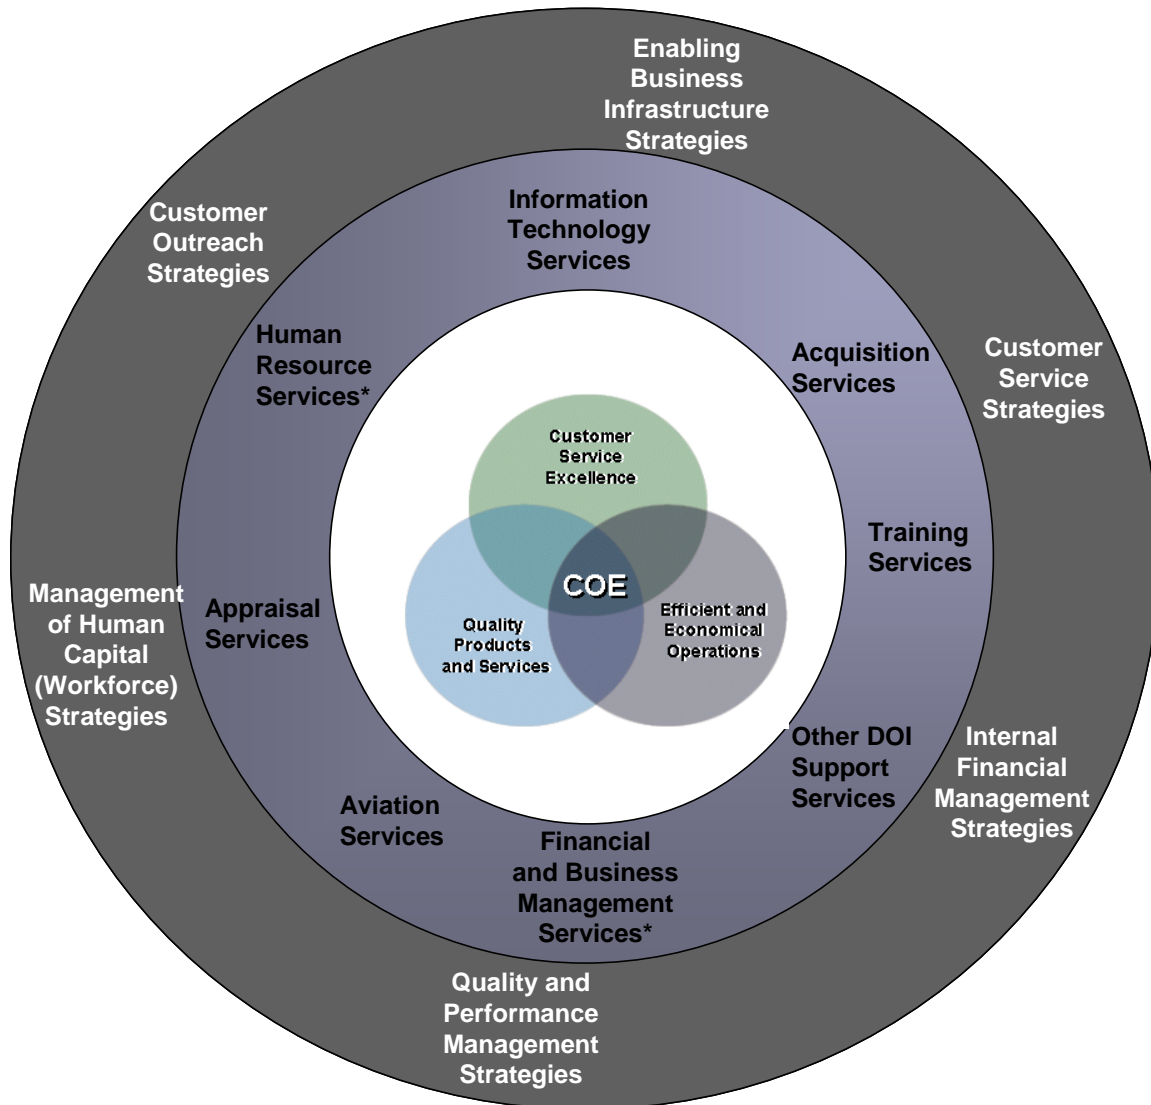 Enabling
Business
Infrastructure
Strategies
Customer
Outreach
Strategies
Information
Technology
Services
Human
Resource
Services*
Acquisition
Services
Customer
Service
Strategies
Customer
Service
Excellence
Training
Services
COE
Management
of Human
Capital
(Workforce)
Strategies
Appraisal
Services
Quality
Products
and Services
Efficient and
Economical
Operations
Other DOI
Support
Services
Internal
Financial
Management
Strategies
Aviation
Services
Financial
and Business
Management
Services*
Quality and
Performance
Management
Strategies